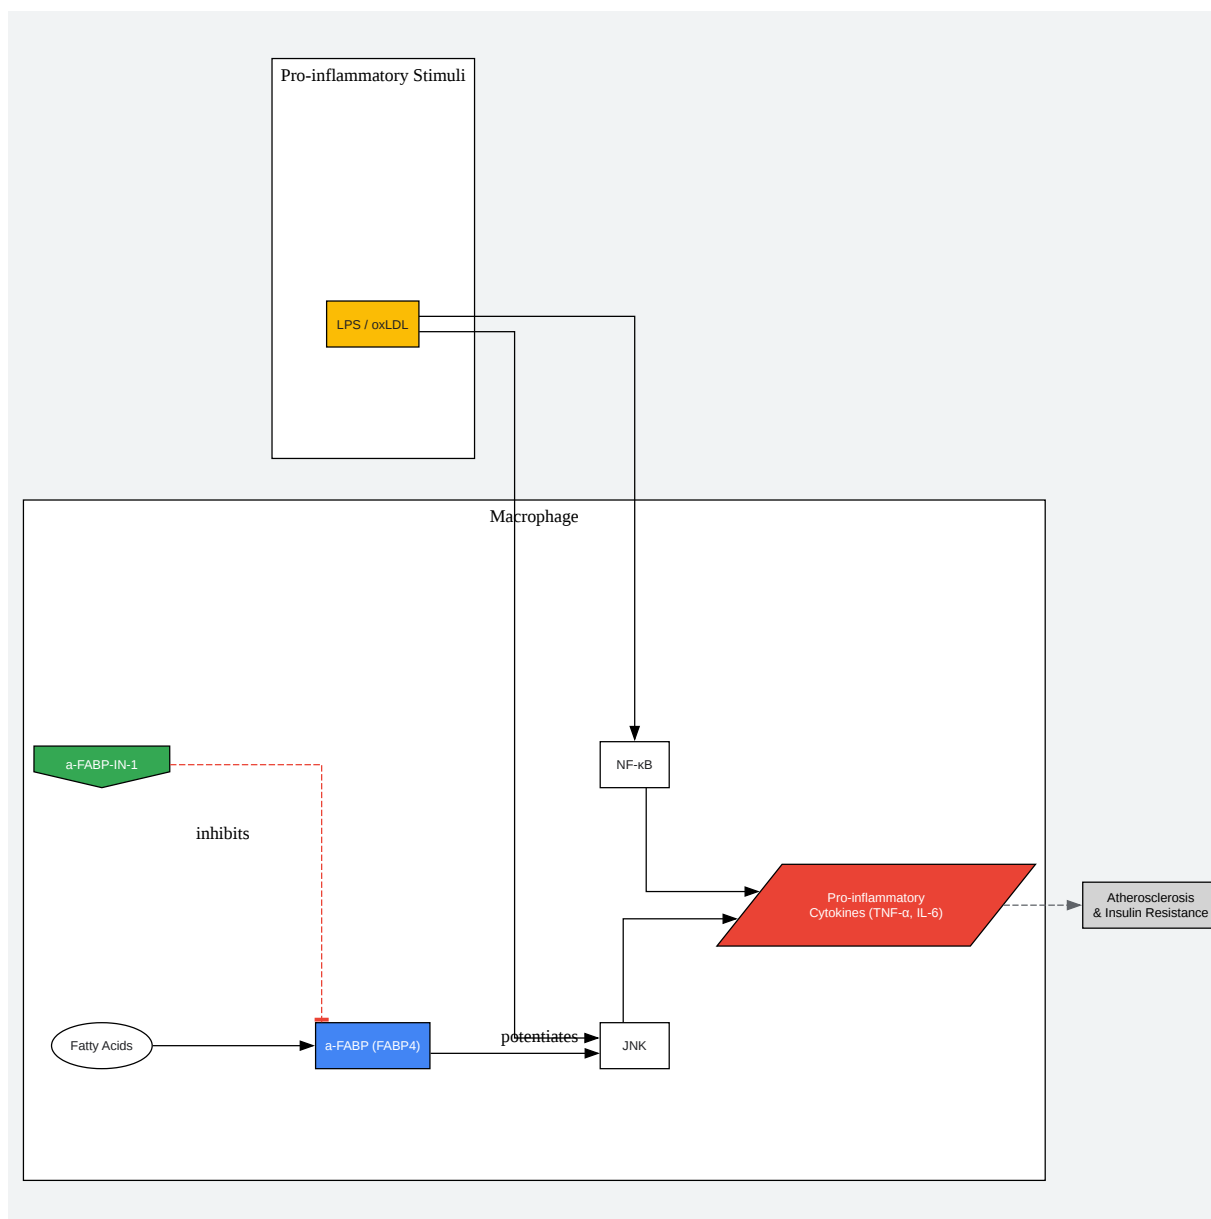 Pro-inflammatory Stimuli
LPS / oxLDL
Macrophage
a-FABP-IN-1
NF-κB
inhibits
Pro-inflammatory
Cytokines (TNF-α, IL-6)
Atherosclerosis
& Insulin Resistance
Fatty Acids
a-FABP (FABP4)
potentiates
JNK